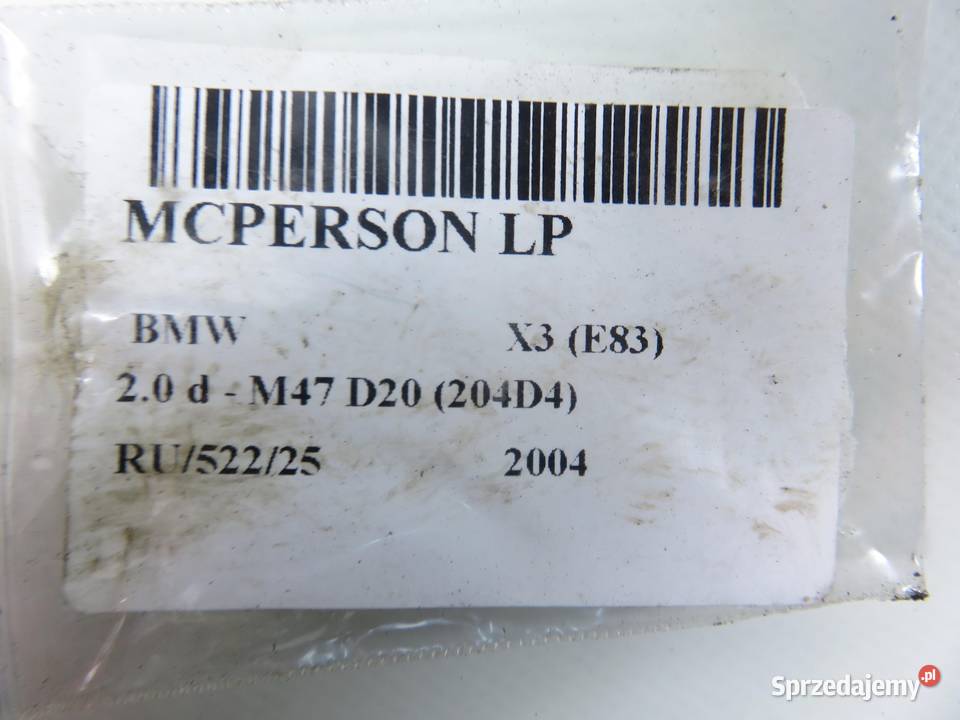 MCPERSON LP
BMW X3 (E83)
2.0 d - M47 D20 (204D4)
RU/522/25 2004
Sprzedajemy.pl